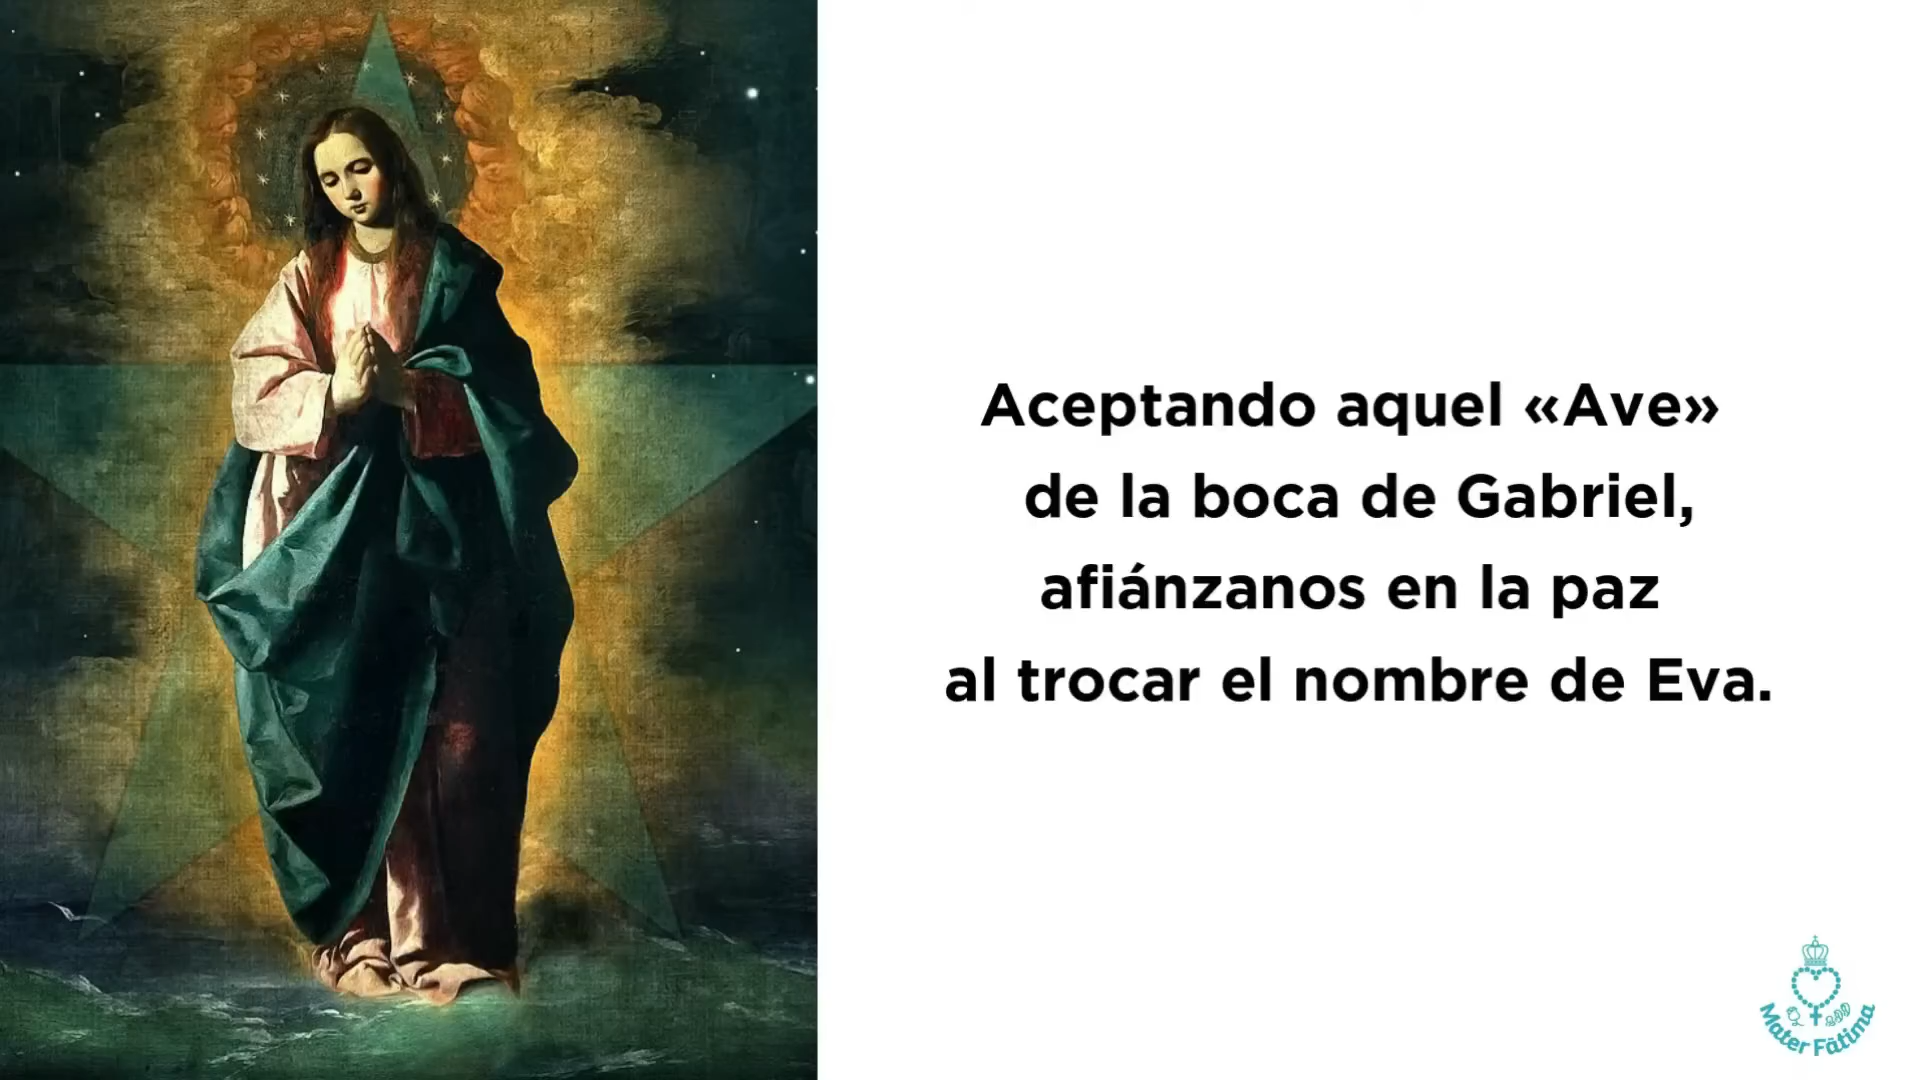 Aceptando aquel «Ave»
de la boca de Gabriel,
afiánzanos en la paz
al trocar el nombre de Eva.
Mater Fátima